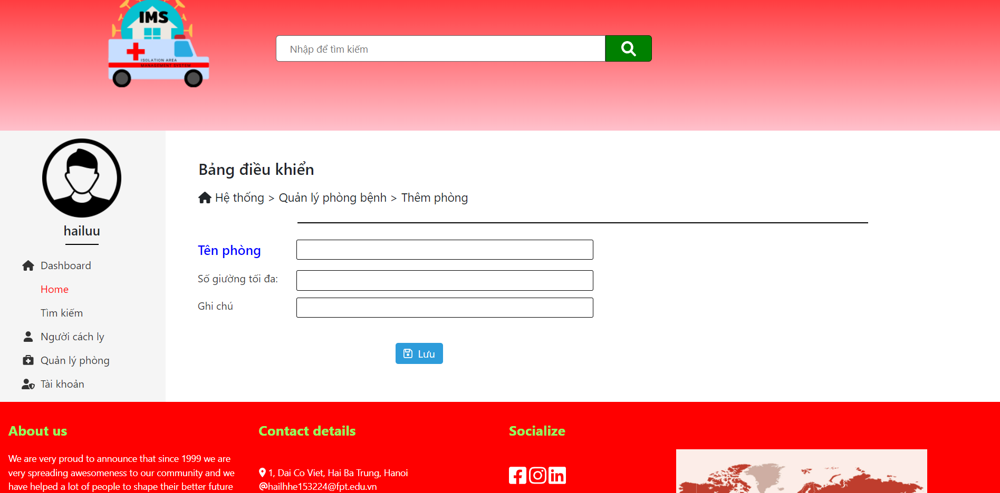 IMS
ISOLATION AREA
MANAGEMENT SYSTEM
Nhập để tìm kiếm
hailuu
Dashboard
Home
Tìm kiếm
Người cách ly
Quản lý phòng
Tài khoản
Bảng điều khiển
Hệ thống > Quản lý phòng bệnh > Thêm phòng
Tên phòng
Số giường tối đa:
Ghi chú
Lưu
About us
We are very proud to announce that since 1999 we are
very spreading awesomeness to our community and we
have helped a lot of people to shape their better future
Contact details
1, Dai Co Viet, Hai Ba Trung, Hanoi
@hailhhe153224@fpt.edu.vn
Socialize